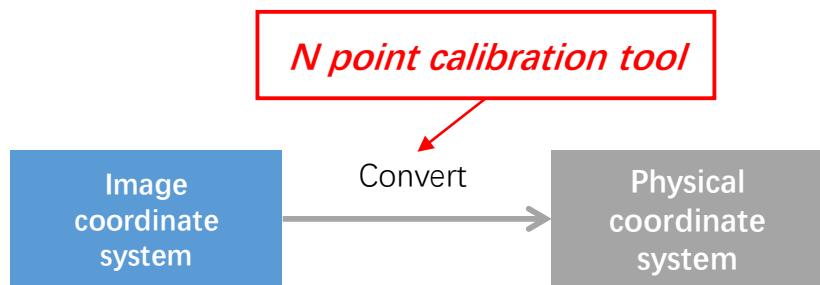 N point calibration tool
Convert
Image
coordinate
system
Physical
coordinate
system